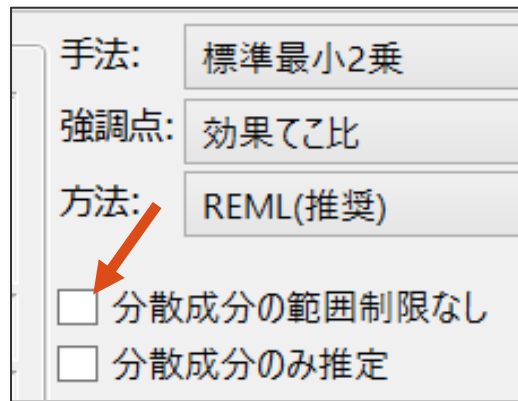 手法: 標準最小2乗
強調点: 効果てこ比
方法: REML(推奨)
分散成分の範囲制限なし
分散成分のみ推定